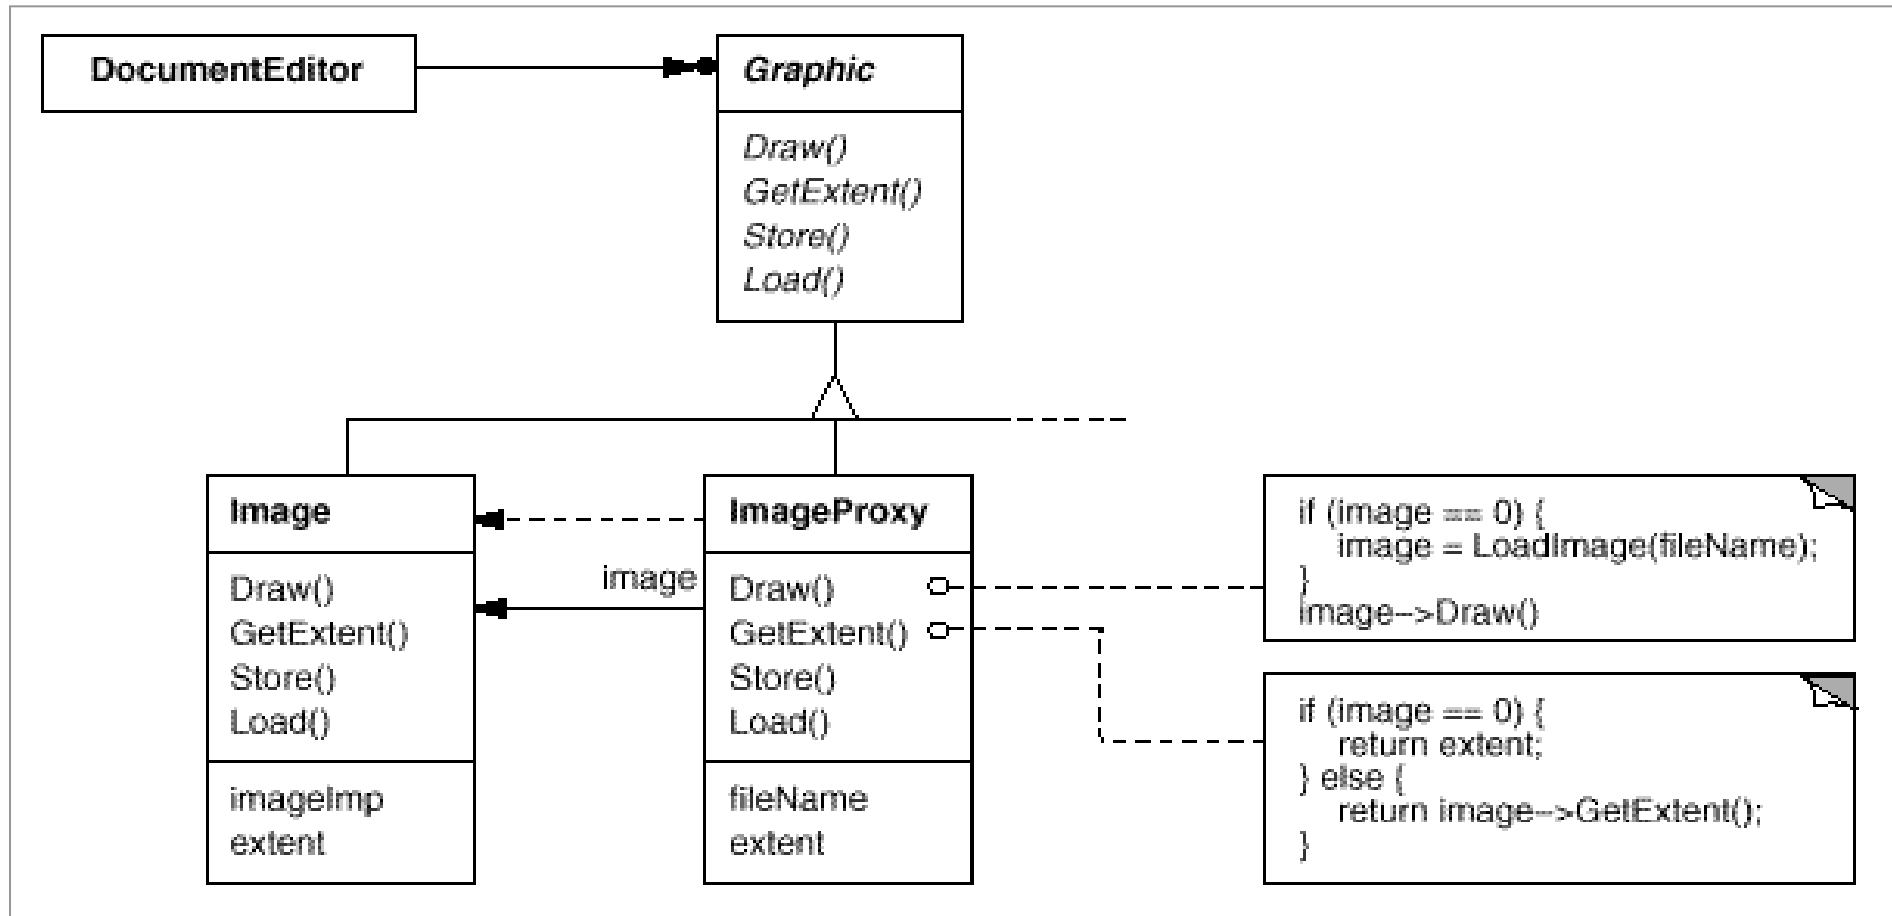 DocumentEditor
Graphic
Draw()
GetExtent()
Store()
Load()
Image
Draw()
GetExtent()
Store()
Load()
imageImp
extent
image
ImageProxy
Draw()
GetExtent()
Store()
Load()
fileName
extent
if (image == 0) {
image = LoadImage(fileName);
}
image-->Draw()
if (image == 0) {
return extent;
} else {
return image-->GetExtent();
}